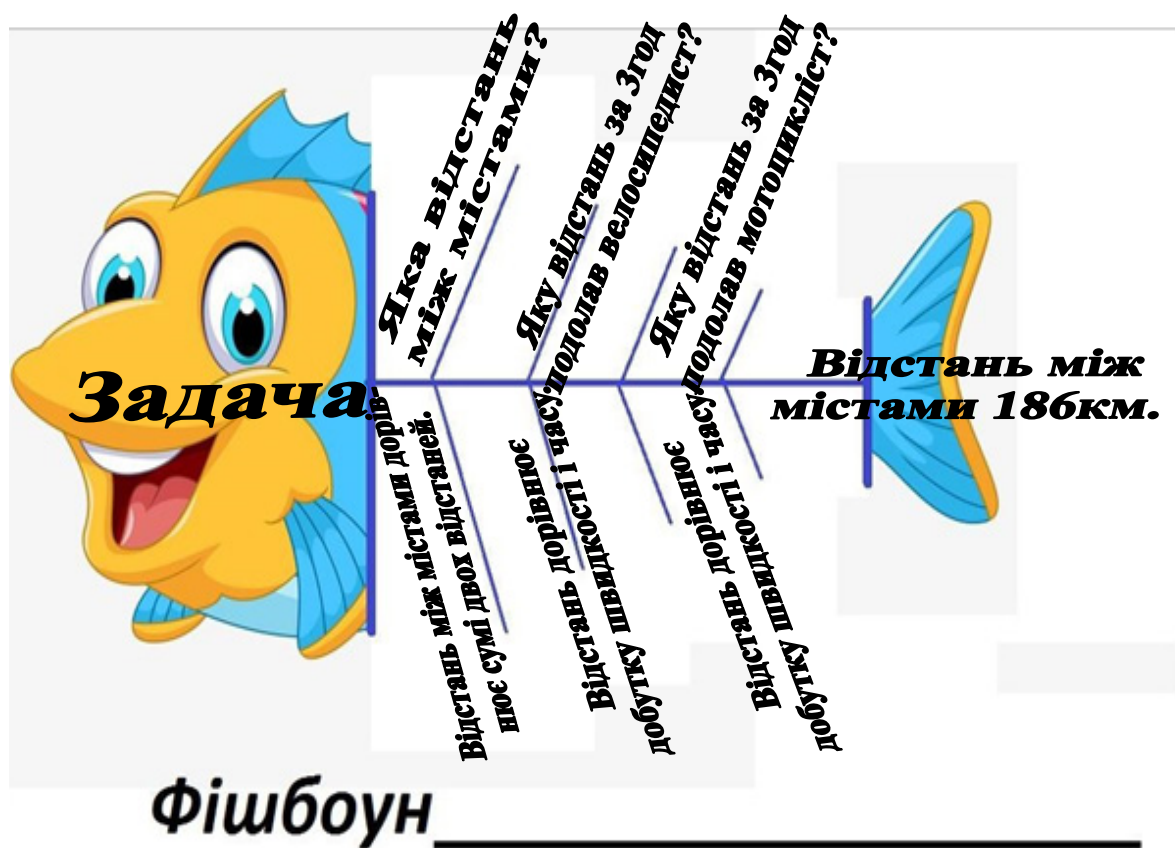 Задача
Яка відстань
між містами?
Яку відстань за 3год
подолав велосипедист?
Яку відстань за 3год
подолав мотоцикліст?
Відстань між містами дорів-
нює сумі двох відстаней.
Відстань дорівнює
добутку швидкості і часу.
Відстань дорівнює
добутку швидкості і часу.
Відстань між
містами 186км.
Фішбоун